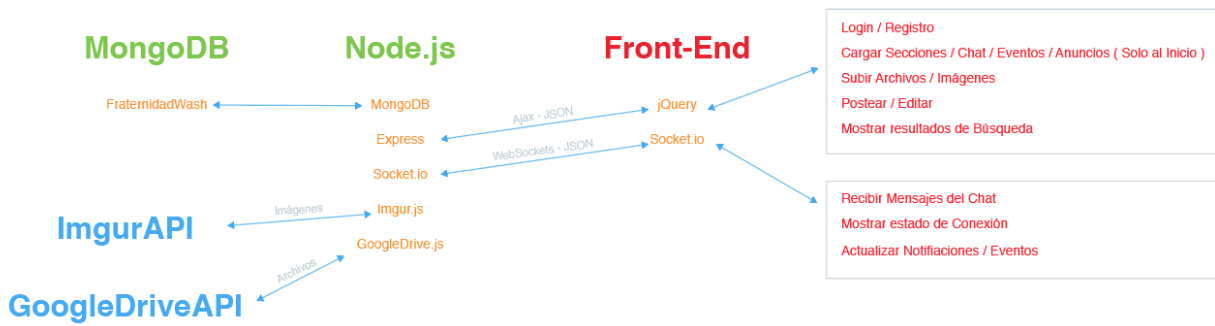 MongoDB
Node.js
Front-End
FraternidadWash
MongoDB
Express
Socket.io
Imgur.js
GoogleDrive.js
jQuery
Socket.io
Ajax - JSON
WebSockets - JSON
Imágenes
Archivos
ImgurAPI
GoogleDriveAPI
Login / Registro
Cargar Secciones / Chat / Eventos / Anuncios ( Solo al Inicio )
Subir Archivos / Imágenes
Postear / Editar
Mostrar resultados de Búsqueda
Recibir Mensajes del Chat
Mostrar estado de Conexión
Actualizar Notifiaciones / Eventos